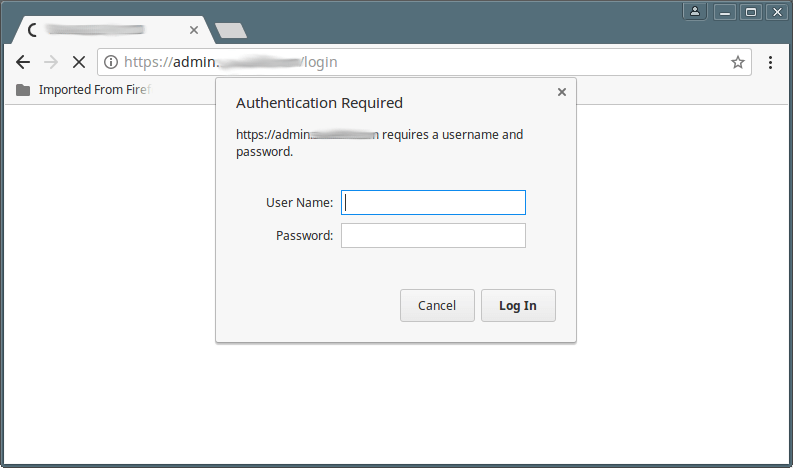 https://admin. /login
Imported From Firef
Authentication Required
https://admin. requires a username and
password.
User Name:
Password:
Cancel
Log In